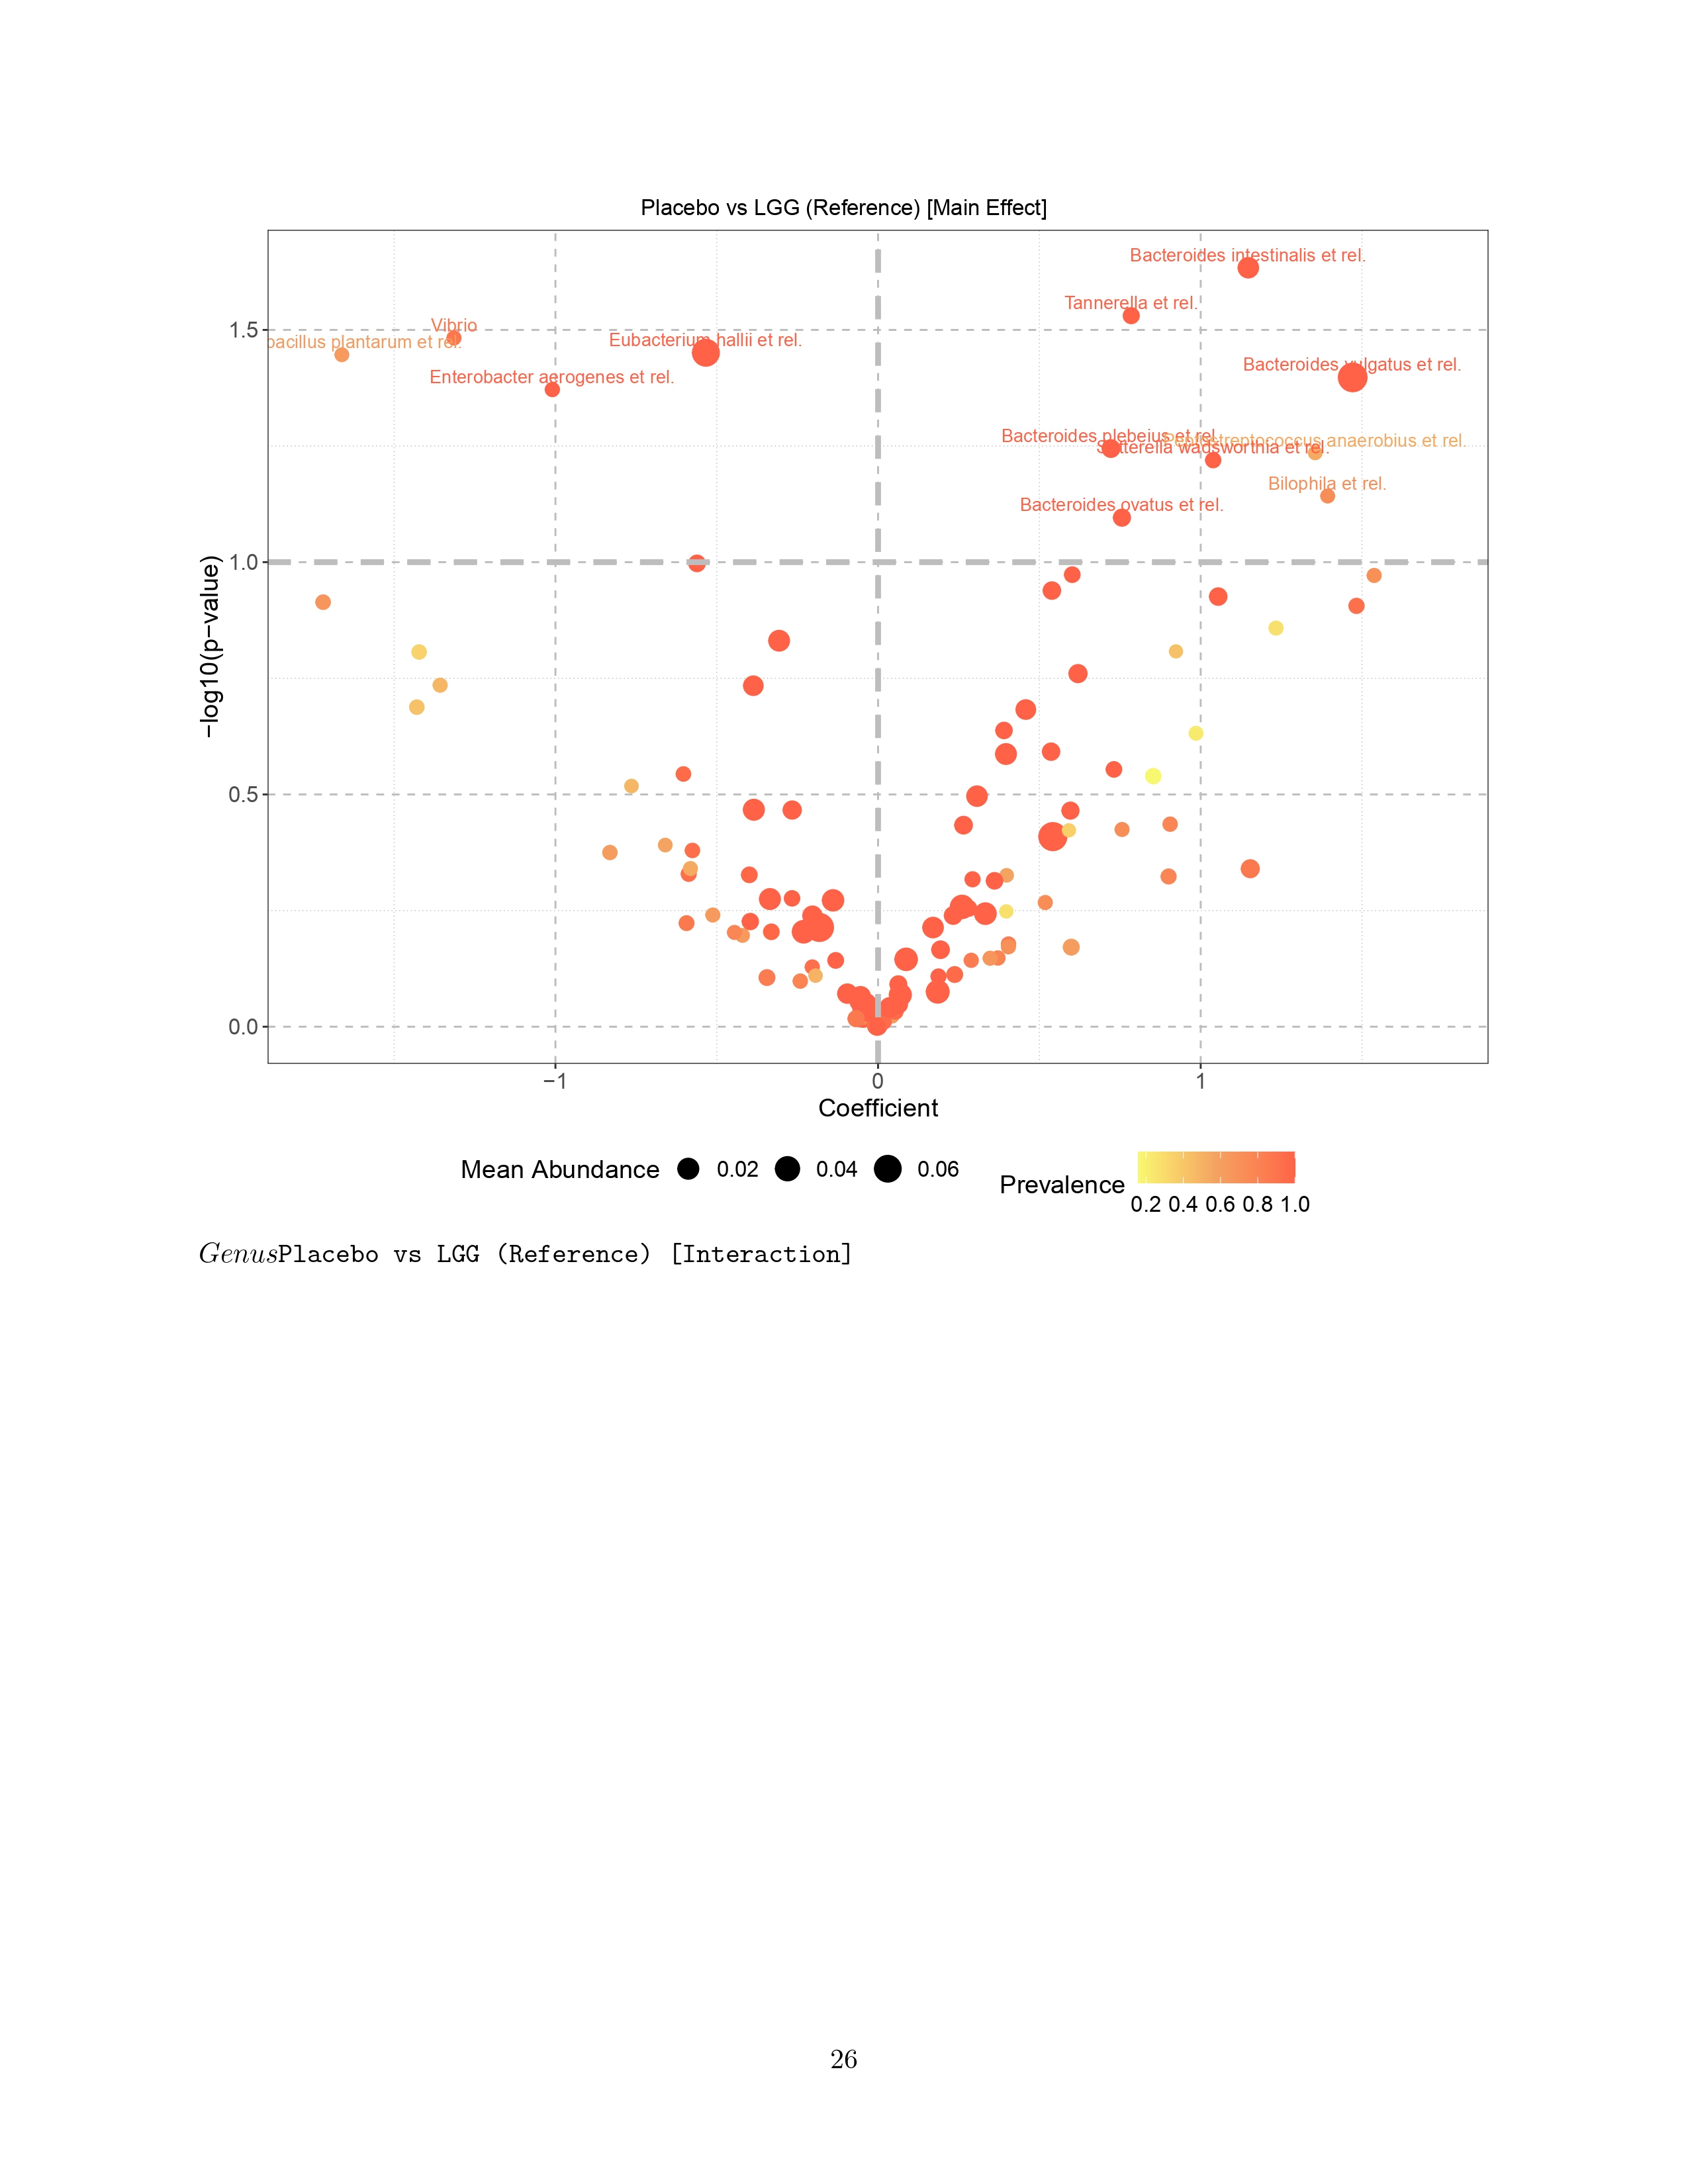 Placebo vs LGG (Reference) [Main Effect]
Bacteroides intestinalis et rel.
Tannerella et rel.
Vibrio
1.5
bacillus plantarum et rel.
Eubacterium hallii et rel.
Bacteroides vulgatus et rel.
Enterobacter aerogenes et rel.
Bacteroides plebeius et rel.
anaerobius et rel.
Sutterella wadsworthia et rel.
Bilophila et rel.
Bacteroides ovatus et rel.
1.0
−log10(p−value)
0.5
0.0
−1 0 1
Coefficient
Mean Abundance 0.02 0.04 0.06
Prevalence
0.2 0.4 0.6 0.8 1.0
GenusPlacebo vs LGG (Reference) [Interaction]
26